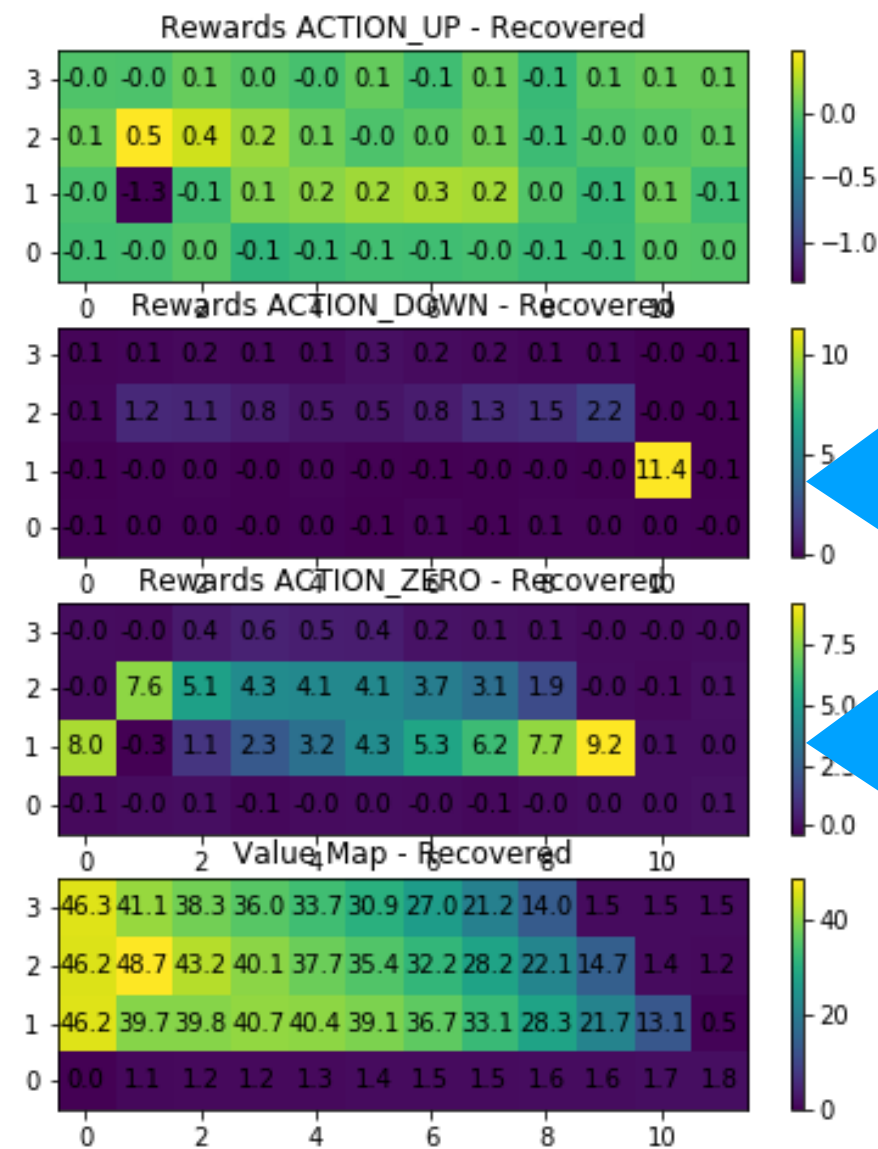 Rewards ACTION_UP - Recovered
3 -0.0 -0.0 0.1 0.0 -0.0 0.1 -0.1 0.1 -0.1 0.1 0.1 0.1
2 0.1 0.5 0.4 0.2 0.1 -0.0 0.0 0.1 -0.1 -0.0 0.0 0.1
1 -0.0 -1.3 -0.1 0.1 0.2 0.2 0.3 0.2 0.0 -0.1 0.1 -0.1
0 -0.1 -0.0 0.0 -0.1 -0.1 -0.1 -0.1 -0.0 -0.1 -0.1 0.0 0.0
0 2 4 6 8 10
0.0
−0.5
−1.0
Rewards ACTION_DOWN - Recovered
3 0.1 0.1 0.2 0.1 0.1 0.3 0.2 0.2 0.1 0.1 -0.0 -0.1
2 0.1 1.2 1.1 0.8 0.5 0.5 0.8 1.3 1.5 2.2 -0.0 -0.1
1 -0.1 -0.0 0.0 -0.0 0.0 -0.0 -0.1 -0.0 -0.0 -0.0 11.4 -0.1
0 -0.1 0.0 0.0 -0.0 0.0 -0.1 0.1 -0.1 0.1 0.0 0.0 -0.0
0 2 4 6 8 10
10
5
0
Rewards ACTION_ZERO - Recovered
3 -0.0 -0.0 0.4 0.6 0.5 0.4 0.2 0.1 0.1 -0.0 -0.0 -0.0
2 -0.0 7.6 5.1 4.3 4.1 4.1 3.7 3.1 1.9 -0.0 -0.1 0.1
1 8.0 -0.3 1.1 2.3 3.2 4.3 5.3 6.2 7.7 9.2 0.1 0.0
0 -0.1 -0.0 0.1 -0.1 -0.0 0.0 -0.0 -0.1 -0.0 0.0 0.0 0.1
0 2 4 6 8 10
7.5
5.0
0.0
Value Map - Recovered
3 46.3 41.1 38.3 36.0 33.7 30.9 27.0 21.2 14.0 1.5 1.5 1.5
2 46.2 48.7 43.2 40.1 37.7 35.4 32.2 28.2 22.1 14.7 1.4 1.2
1 46.2 39.7 39.8 40.7 40.4 39.1 36.7 33.1 28.3 21.7 13.1 0.5
0 0.0 1.1 1.2 1.2 1.3 1.4 1.5 1.5 1.6 1.6 1.7 1.8
0 2 4 6 8 10
40
20
0